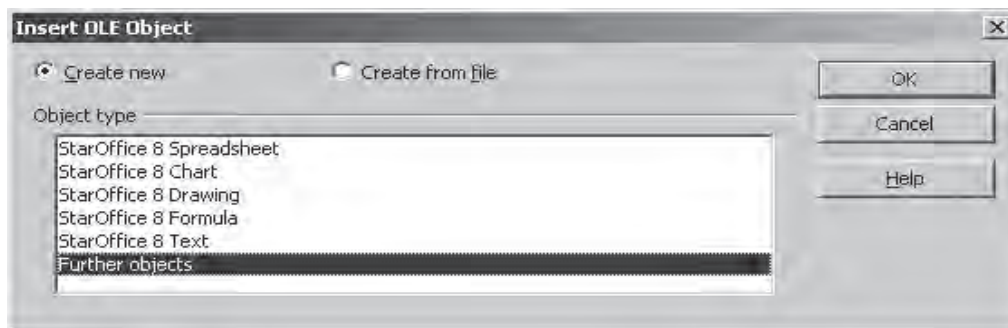 Insert OLE Object
Create new
Create from file
OK
Object type
Cancel
StarOffice 8 Spreadsheet
StarOffice 8 Chart
Help
StarOffice 8 Drawing
StarOffice 8 Formula
StarOffice 8 Text
Further objects